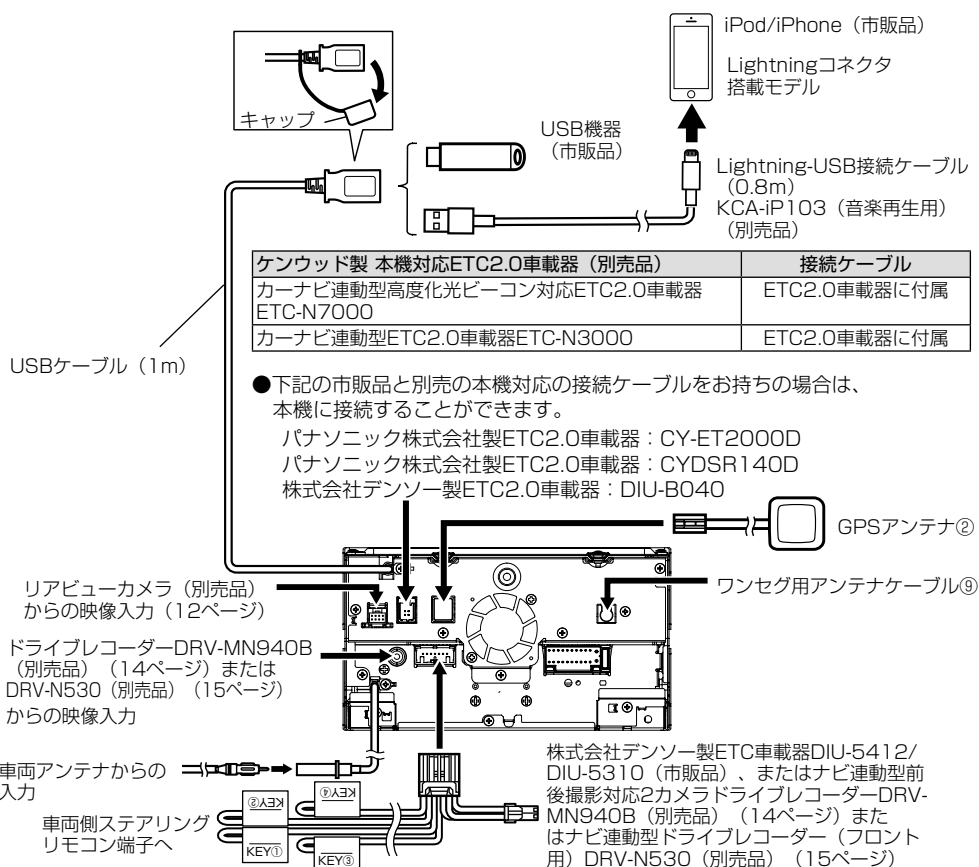 iPod/iPhone（市販品）
Lightningコネクタ
搭載モデル
キャップ
USB機器
（市販品）
Lightning-USB接続ケーブル
（0.8m）
KCA-iP103（音楽再生用）
（別売品）
USBケーブル（1m）
ケンウッド製 本機対応ETC2.0車載器（別売品）
接続ケーブル
カーナビ連動型高度化光ビーコン対応ETC2.0車載器
ETC-N7000
ETC2.0車載器に付属
カーナビ連動型ETC2.0車載器ETC-N3000
ETC2.0車載器に付属
●下記の市販品と別売の本機対応の接続ケーブルをお持ちの場合は、
本機に接続することができます。
パナソニック株式会社製ETC2.0車載器：CY-ET2000D
パナソニック株式会社製ETC2.0車載器：CYDSR140D
株式会社デンソー製ETC2.0車載器：DIU-B040
GPSアンテナ②
リアビューカメラ（別売品）
からの映像入力（12ページ）
ワンセグ用アンテナケーブル⑨
ドライブレコーダーDRV-MN940B
（別売品）（14ページ）または
DRV-N530（別売品）（15ページ）
からの映像入力
車両アンテナからの
入力
車両側ステアリング
リモコン端子へ
KEY②
KEY④
KEY①
KEY③
株式会社デンソー製ETC車載器DIU-5412/
DIU-5310（市販品）、またはナビ連動型前
後撮影対応2カメラドライブレコーダーDRV-
MN940B（別売品）（14ページ）また
はナビ連動型ドライブレコーダー（フロント
用）DRV-N530（別売品）（15ページ）